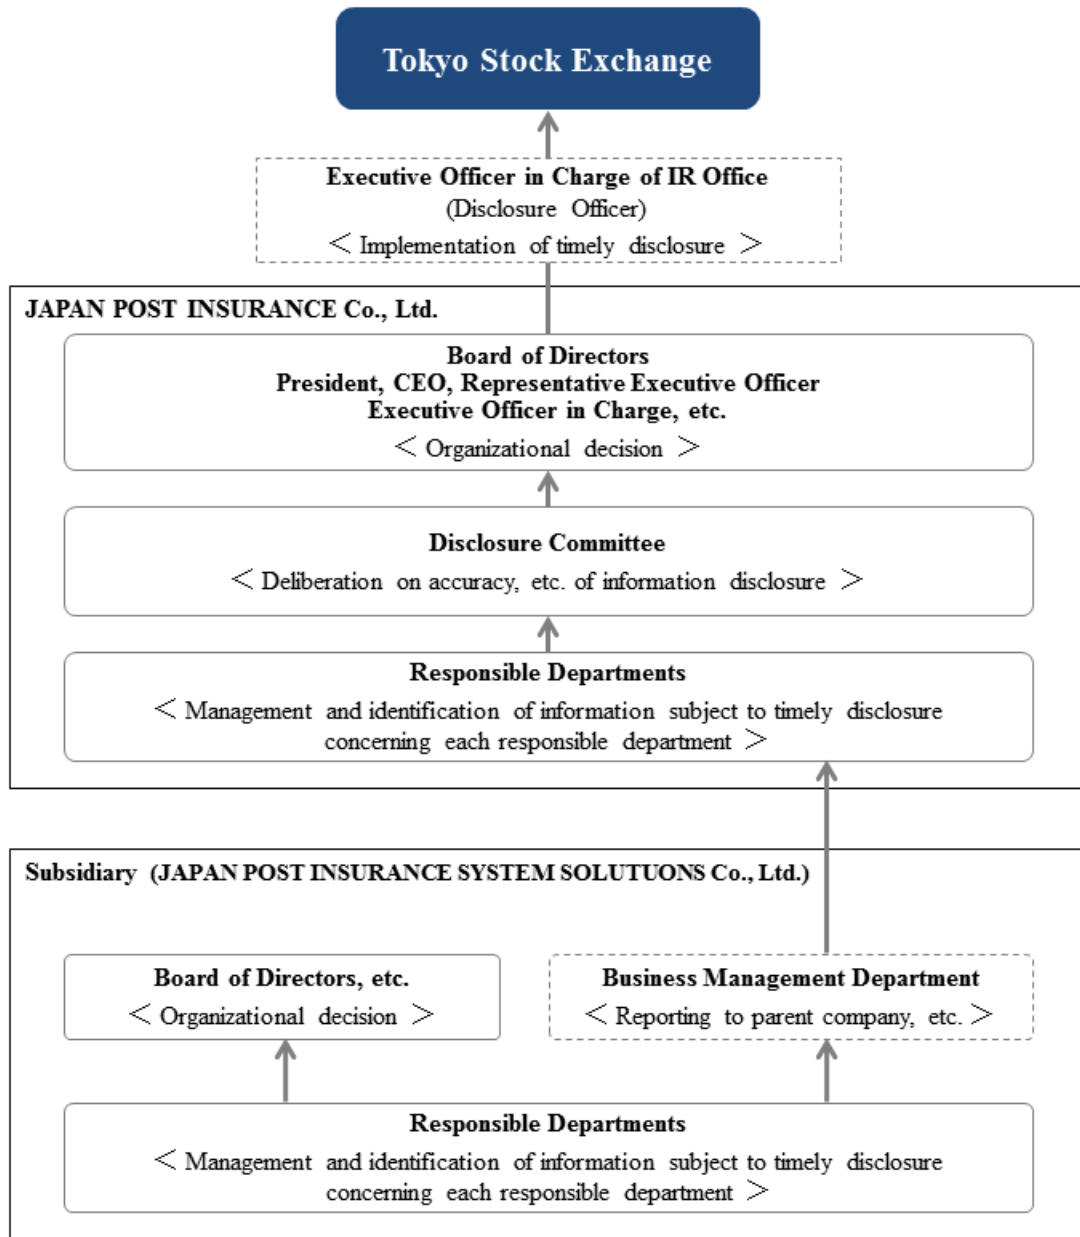 Tokyo Stock Exchange
Executive Officer in Charge of IR Office
(Disclosure Officer)
＜ Implementation of timely disclosure ＞
JAPAN POST INSURANCE Co., Ltd.
Board of Directors
President, CEO, Representative Executive Officer
Executive Officer in Charge, etc.
＜ Organizational decision ＞
Disclosure Committee
＜ Deliberation on accuracy, etc. of information disclosure ＞
Responsible Departments
＜ Management and identification of information subject to timely disclosure
concerning each responsible department ＞
Subsidiary (JAPAN POST INSURANCE SYSTEM SOLUTUONS Co., Ltd.)
Board of Directors, etc.
＜ Organizational decision ＞
Business Management Department
＜ Reporting to parent company, etc. ＞
Responsible Departments
＜ Management and identification of information subject to timely disclosure
concerning each responsible department ＞